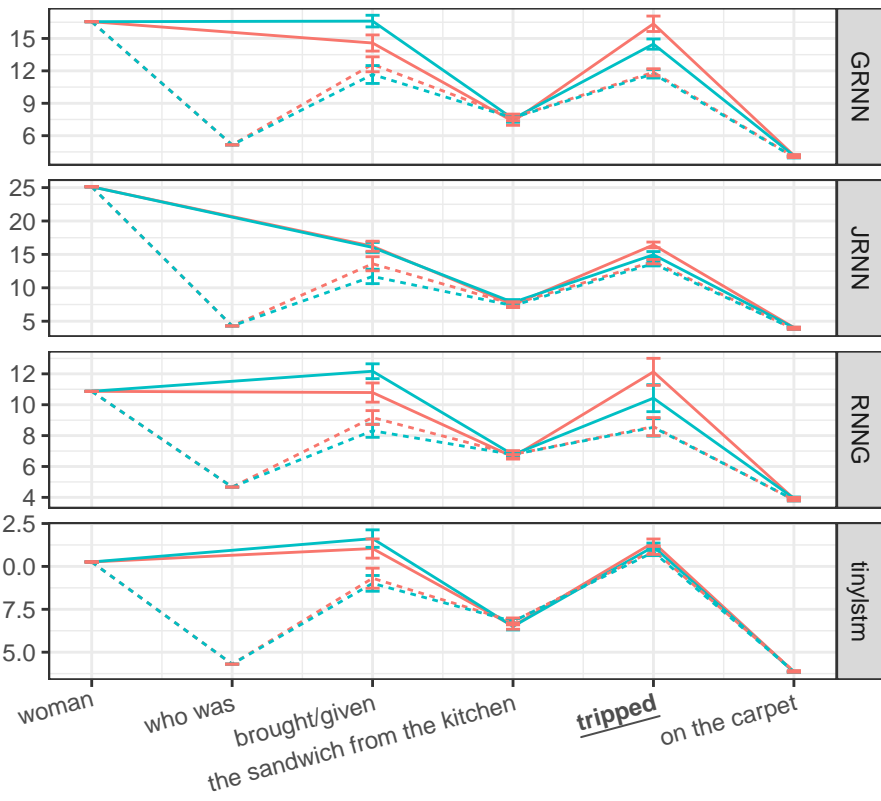 15
12
9
6
GRNN
25
20
15
10
5
JRNN
12
10
8
6
4
RNNG
2.5
0.0
7.5
5.0
tinylstm
woman
who was
brought/given
the sandwich from the kitchen
tripped
on the carpet